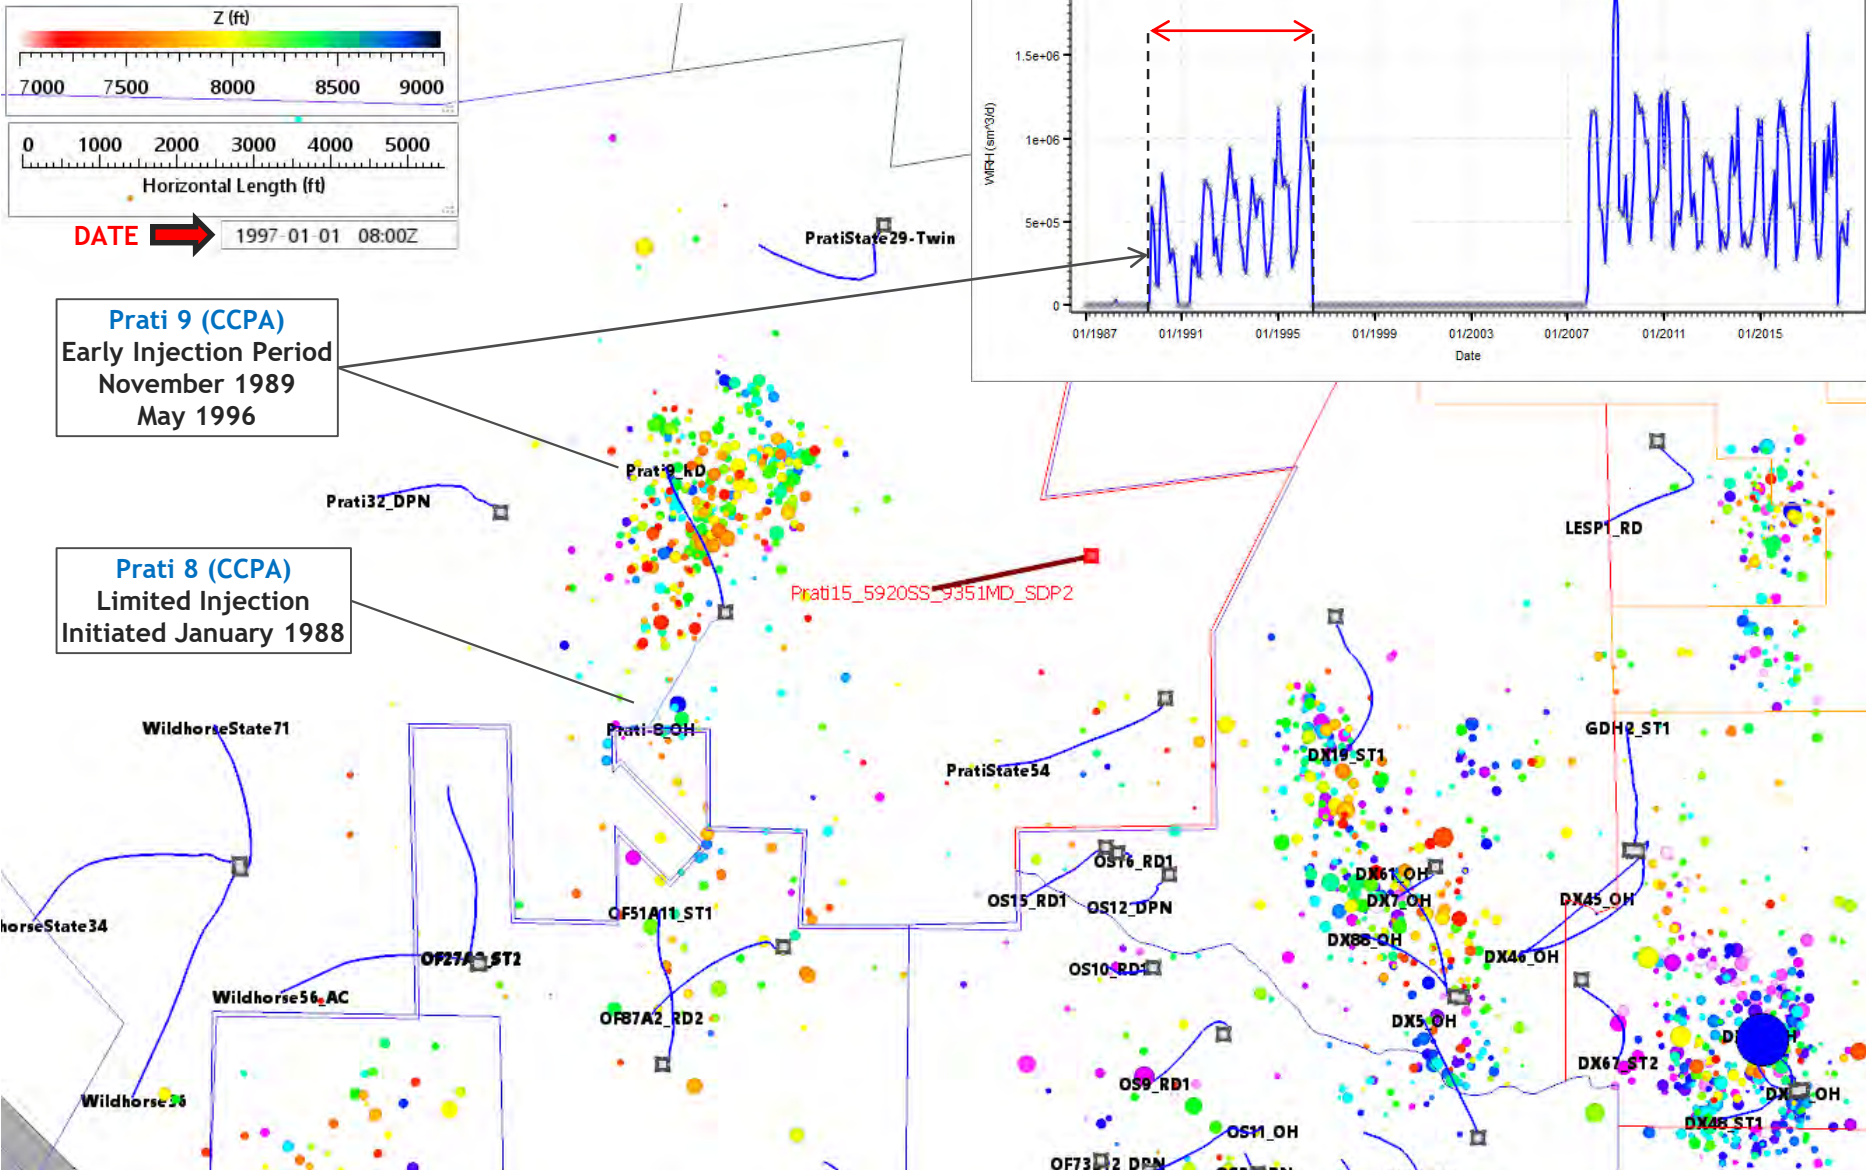 Z (ft)
7000 7500 8000 8500 9000
0 1000 2000 3000 4000 5000
Horizontal Length (ft)
DATE
1997-01-01 08:00Z
Prati 9 (CCPA)
Early Injection Period
November 1989
May 1996
Prati 8 (CCPA)
Limited Injection
Initiated January 1988
WIRH (sm^3/d)
1.5e+06
1e+06
5e+05
0
01/1987 01/1991 01/1995 01/1999 01/2003 01/2007 01/2011 01/2015
Date
PratiState29-Twin
Prati32_DPN
Prati15_5920SS_9351MD_SDP2
LESP1_RD
WildhorseState71
Prati-8_OH
PratiState54
DX19_ST1
GDH2_ST1
OS16_RD1
DX61_OH
OS15_RD1
OS12_DPN
DX7_OH
DX45_OH
OF51A11_ST1
horseState34
DX88_OH
DX46_OH
OS10_RD1
Wildhorse56_AC
OF87A2_RD2
DX5_OH
DX67_ST2
OS9_RD1
DX48_ST1
OS11_OH